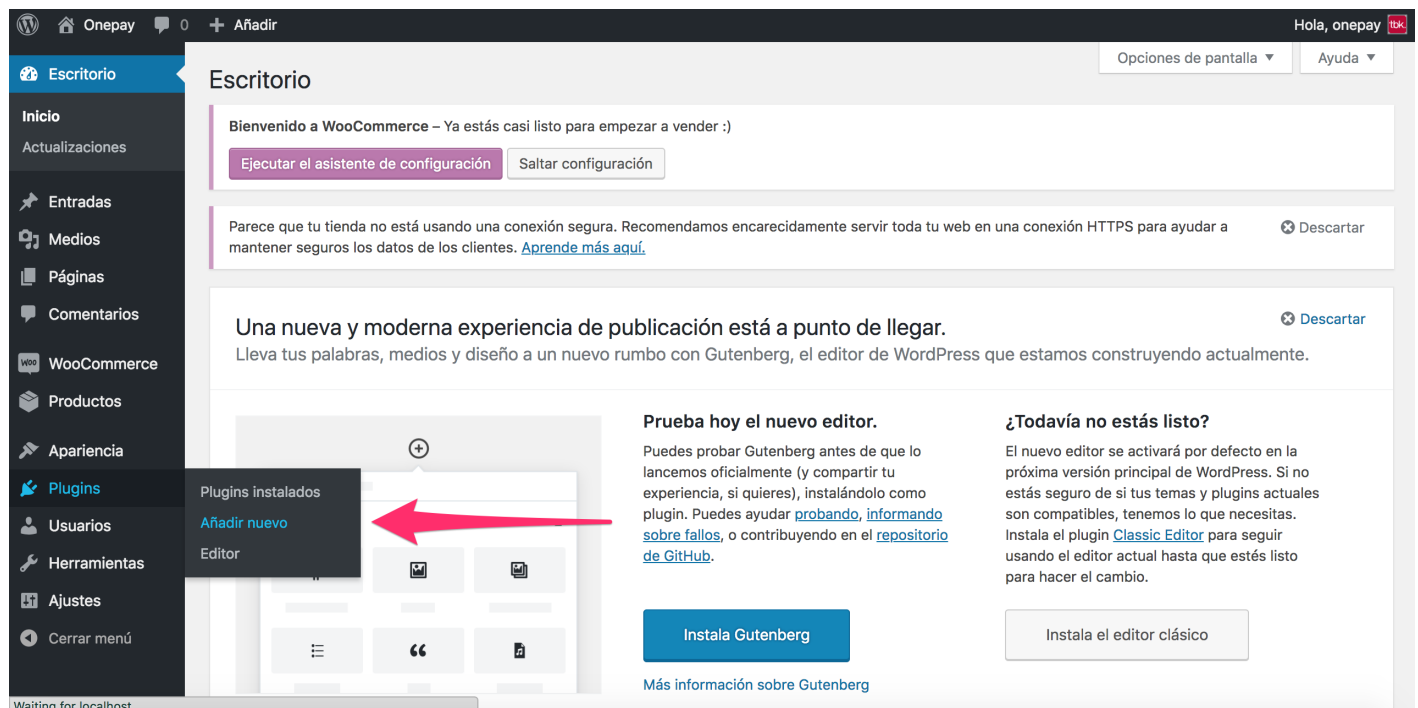 Onepay 0 Añadir Hola, onepay tbk.
Escritorio
Inicio
Actualizaciones
Entradas
Medios
Páginas
Comentarios
WooCommerce
Productos
Apariencia
Plugins
Usuarios
Herramientas
Ajustes
Cerrar menú
Plugins instalados
Añadir nuevo
Editor
Opciones de pantalla
Ayuda
Escritorio
Bienvenido a WooCommerce – Ya estás casi listo para empezar a vender :)
Ejecutar el asistente de configuración
Saltar configuración
Parece que tu tienda no está usando una conexión segura. Recomendamos encarecidamente servir toda tu web en una conexión HTTPS para ayudar a
mantener seguros los datos de los clientes. Aprende más aquí.
Descartar
Una nueva y moderna experiencia de publicación está a punto de llegar.
Descartar
Lleva tus palabras, medios y diseño a un nuevo rumbo con Gutenberg, el editor de WordPress que estamos construyendo actualmente.
Prueba hoy el nuevo editor.
Puedes probar Gutenberg antes de que lo
lancemos oficialmente (y compartir tu
experiencia, si quieres), instalándolo como
plugin. Puedes ayudar probando, informando
sobre fallos, o contribuyendo en el repositorio
de GitHub.
Instala Gutenberg
Más información sobre Gutenberg
¿Todavía no estás listo?
El nuevo editor se activará por defecto en la
próxima versión principal de WordPress. Si no
estás seguro de si tus temas y plugins actuales
son compatibles, tenemos lo que necesitas.
Instala el plugin Classic Editor para seguir
usando el editor actual hasta que estés listo
para hacer el cambio.
Instala el editor clásico
Waiting for localhost